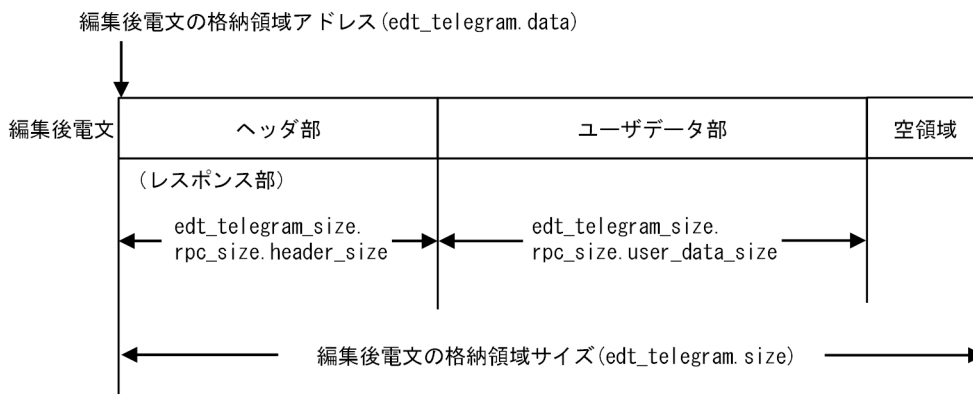 編集後電文の格納領域アドレス(edt_telegram.data)
編集後電文 ヘッダ部 ユーザデータ部 空領域
(レスポンス部)
edt_telegram_size.
rpc_size.header_size
edt_telegram_size.
rpc_size.user_data_size
編集後電文の格納領域サイズ(edt_telegram.size)